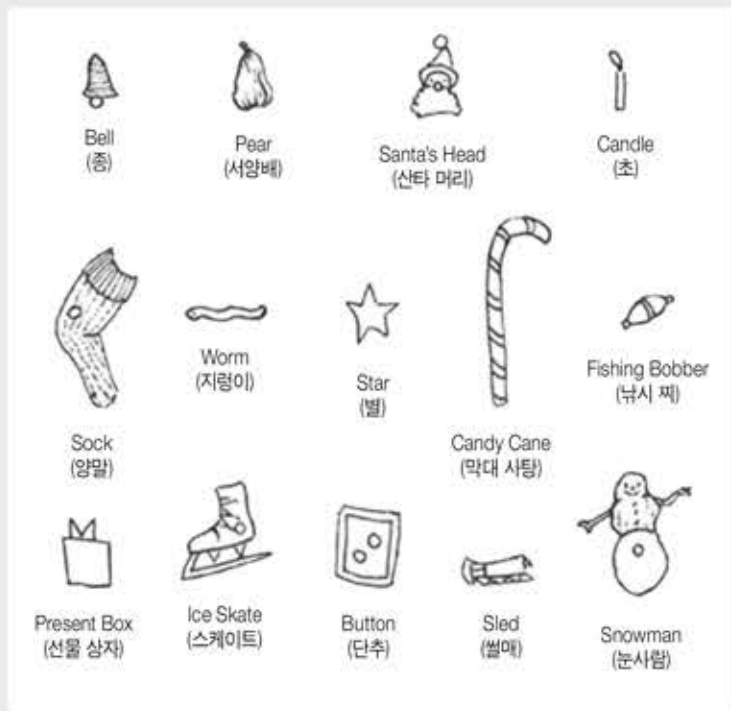 Bell
(종)
Pear
(서양배)
Santa's Head
(산타 머리)
Candle
(초)
Sock
(양말)
Worm
(지렁이)
Star
(별)
Candy Cane
(막대 사탕)
Fishing Bobber
(낚시 찌)
Present Box
(선물 상자)
Ice Skate
(스케이트)
Button
(단추)
Sled
(썰매)
Snowman
(눈사람)